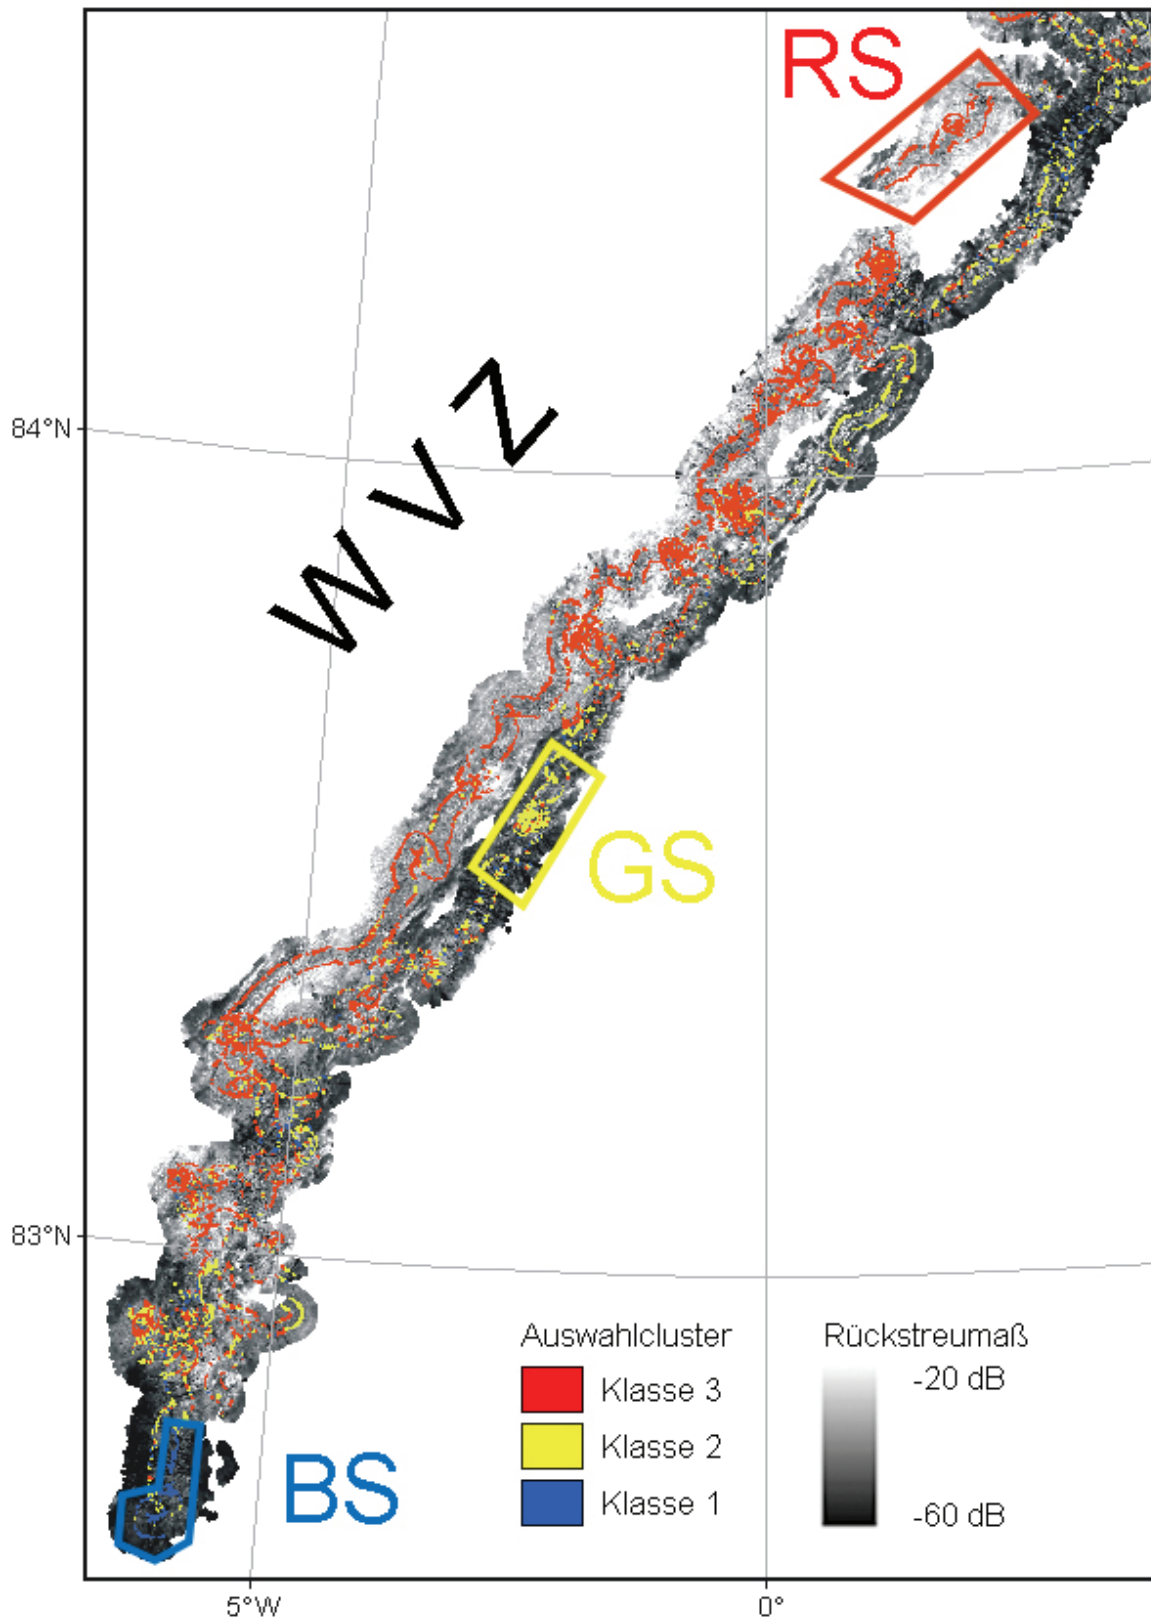 RS
84°N
W V Z
GS
83°N
Auswahlcluster
Klasse 3
Klasse 2
Klasse 1
Rückstreumaß
-20 dB
-60 dB
BS
5°W
0°